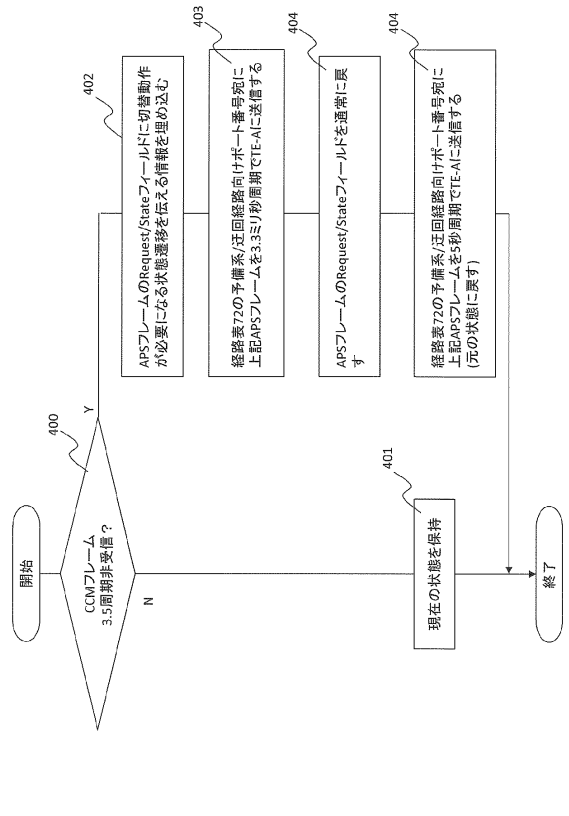 開始
400
CCMフレーム
3.5周期非受信？
Y
N
402
APSフレームのRequest/Stateフィールドに切替動作
が必要になる状態遷移を伝える情報を埋め込む
403
経路表72の予備系/迂回経路向けポート番号宛に
上記APSフレームを3.3ミリ秒周期でTE-Aに送信する
404
APSフレームのRequest/Stateフィールドを通常に戻
す
404
経路表72の予備系/迂回経路向けポート番号宛に
上記APSフレームを5秒周期でTE-Aに送信する
(元の状態に戻す)
401
現在の状態を保持
終了